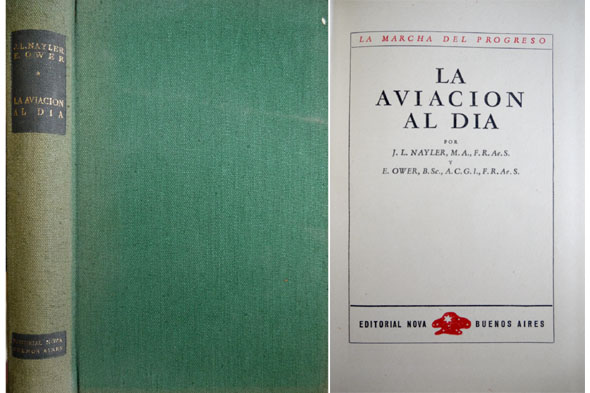 J. L. NAYLER
E. OWER
LA AVIACION
AL DIA
EDITORIAL NOVA
BUENOS AIRES
LA MARCHA DEL PROGRESO
LA
AVIACION
AL DIA
POR
J. L. NAYLER, M.A., F.R.Ae.S.
Y
E. OWER, B.Sc., A.C.G.I., F.R.Ae.S.
EDITORIAL NOVA BUENOS AIRES